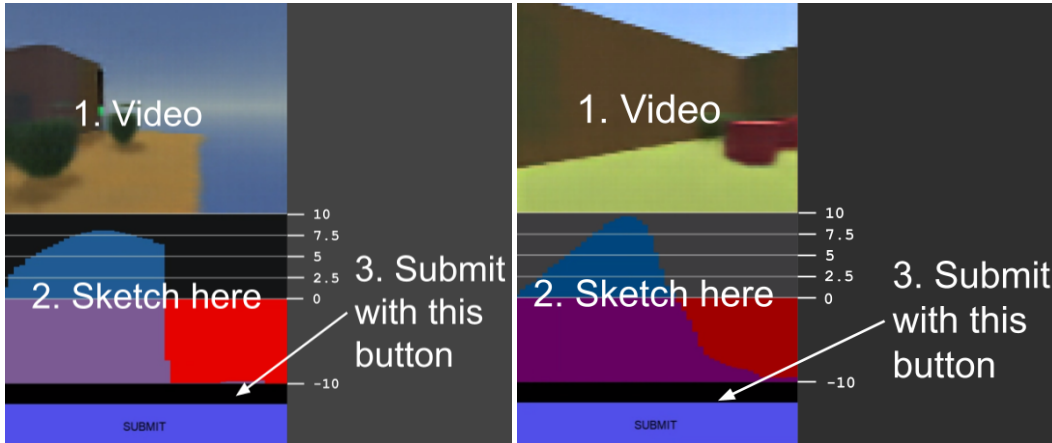 1. Video
10
7.5
5
2.5
0
-10
2. Sketch here
3. Submit
with this
button
SUBMIT
1. Video
10
7.5
5
2.5
0
-10
2. Sketch here
3. Submit
with this
button
SUBMIT